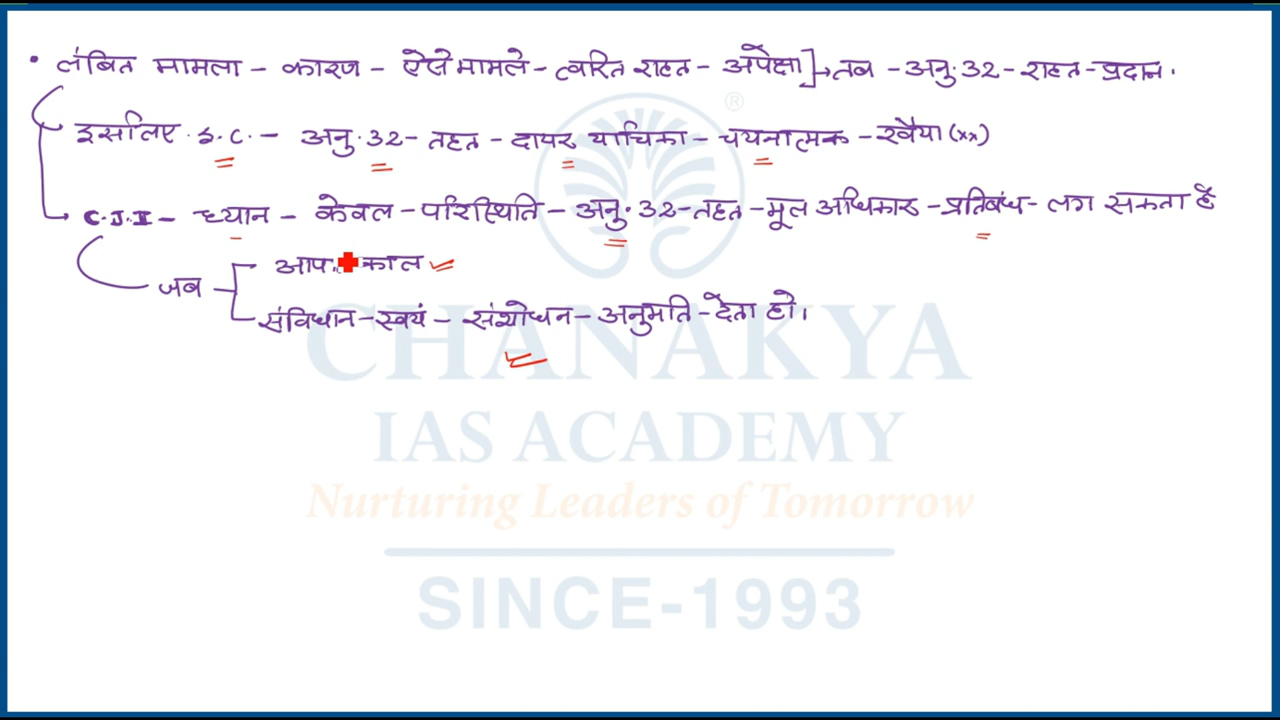 • लंबित मामला - कारण - ऐसे मामले - त्वरित राहत - अपेक्षा] → तब - अनु. 32 - राहत - प्रदान.
इसलिए S.C. - अनु. 32 - तहत - दायर याचिका - चयनात्मक - रवैया (xx)
C.J.I - ध्यान - केवल - परिस्थिति - अनु. 32 - तहत - मूल अधिकार - प्रतिबंध - लग सकता है
जब - काल
संविधान - स्वयं - संशोधन - अनुमति - देता हो।
CHANAKYA
IAS ACADEMY
Nurturing Leaders of Tomorrow
SINCE-1993
®